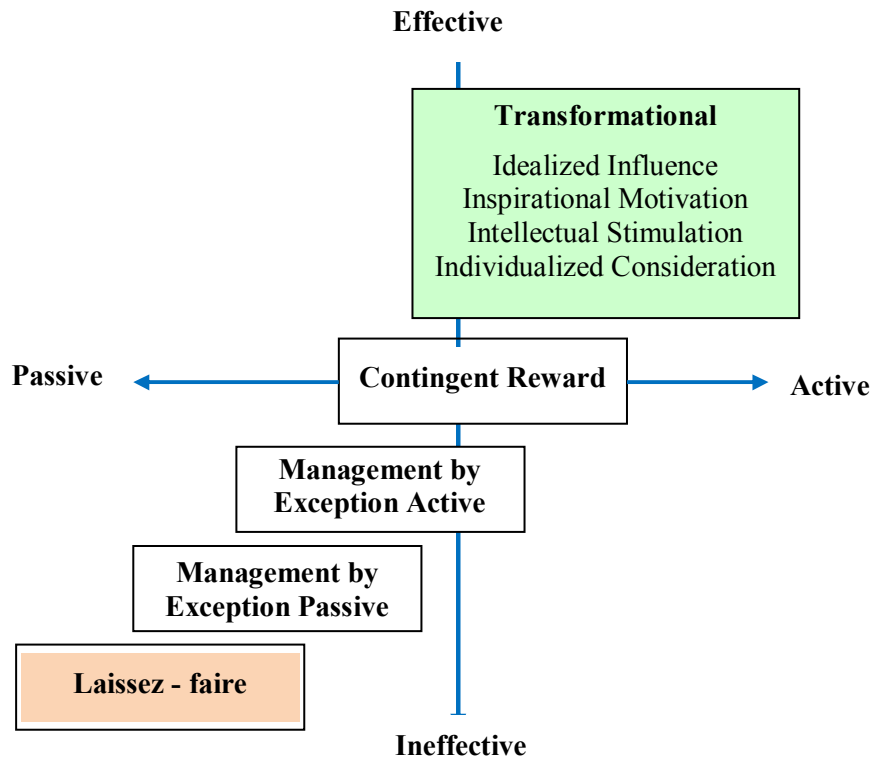 Effective
Transformational
Idealized Influence
Inspirational Motivation
Intellectual Stimulation
Individualized Consideration
Passive
Contingent Reward
Active
Management by
Exception Active
Management by
Exception Passive
Laissez - faire
Ineffective